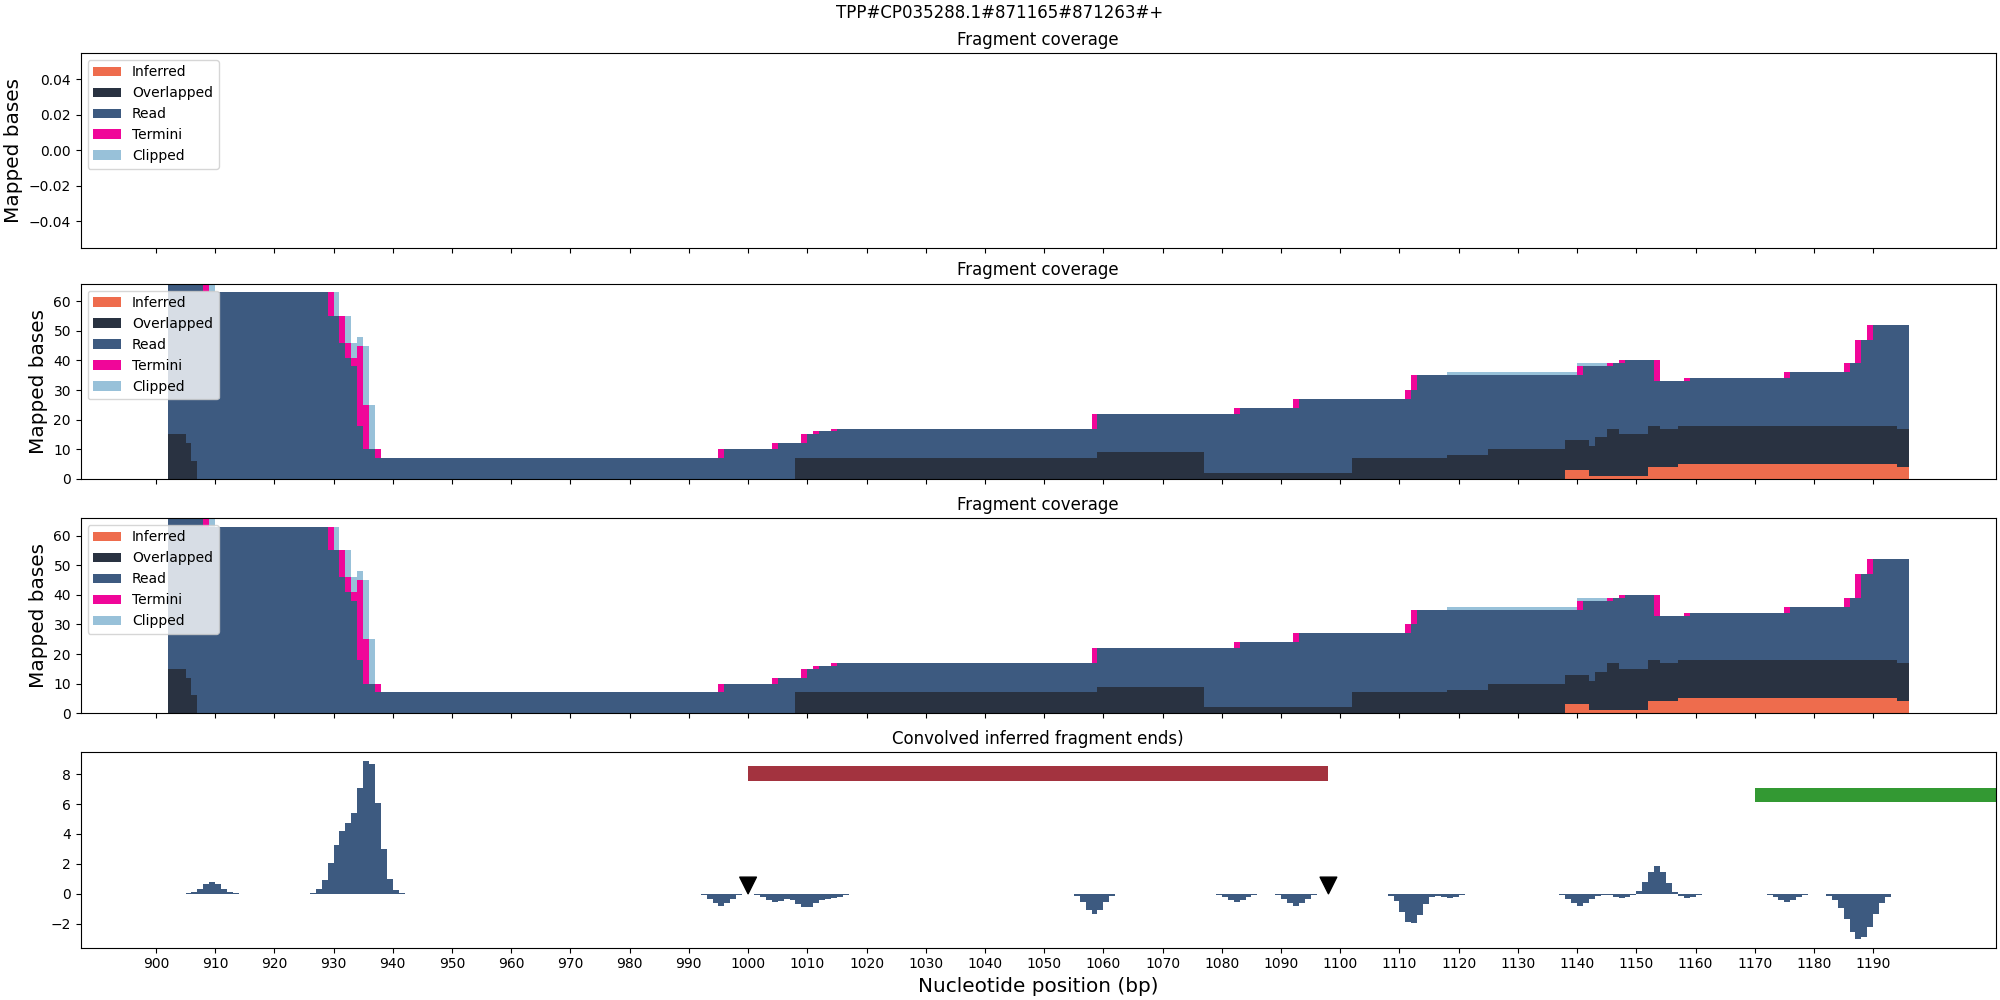 TPP#CP035288.1#871165#871263#+
Fragment coverage
Mapped bases
0.04
0.02
0.00
−0.02
−0.04
Inferred
Overlapped
Read
Termini
Clipped
Fragment coverage
Mapped bases
60
50
40
30
20
10
0
Inferred
Overlapped
Read
Termini
Clipped
Fragment coverage
Mapped bases
60
50
40
30
20
10
0
Inferred
Overlapped
Read
Termini
Clipped
Convolved inferred fragment ends)
8
6
4
2
0
−2
900 910 920 930 940 950 960 970 980 990 1000 1010 1020 1030 1040 1050 1060 1070 1080 1090 1100 1110 1120 1130 1140 1150 1160 1170 1180 1190
Nucleotide position (bp)